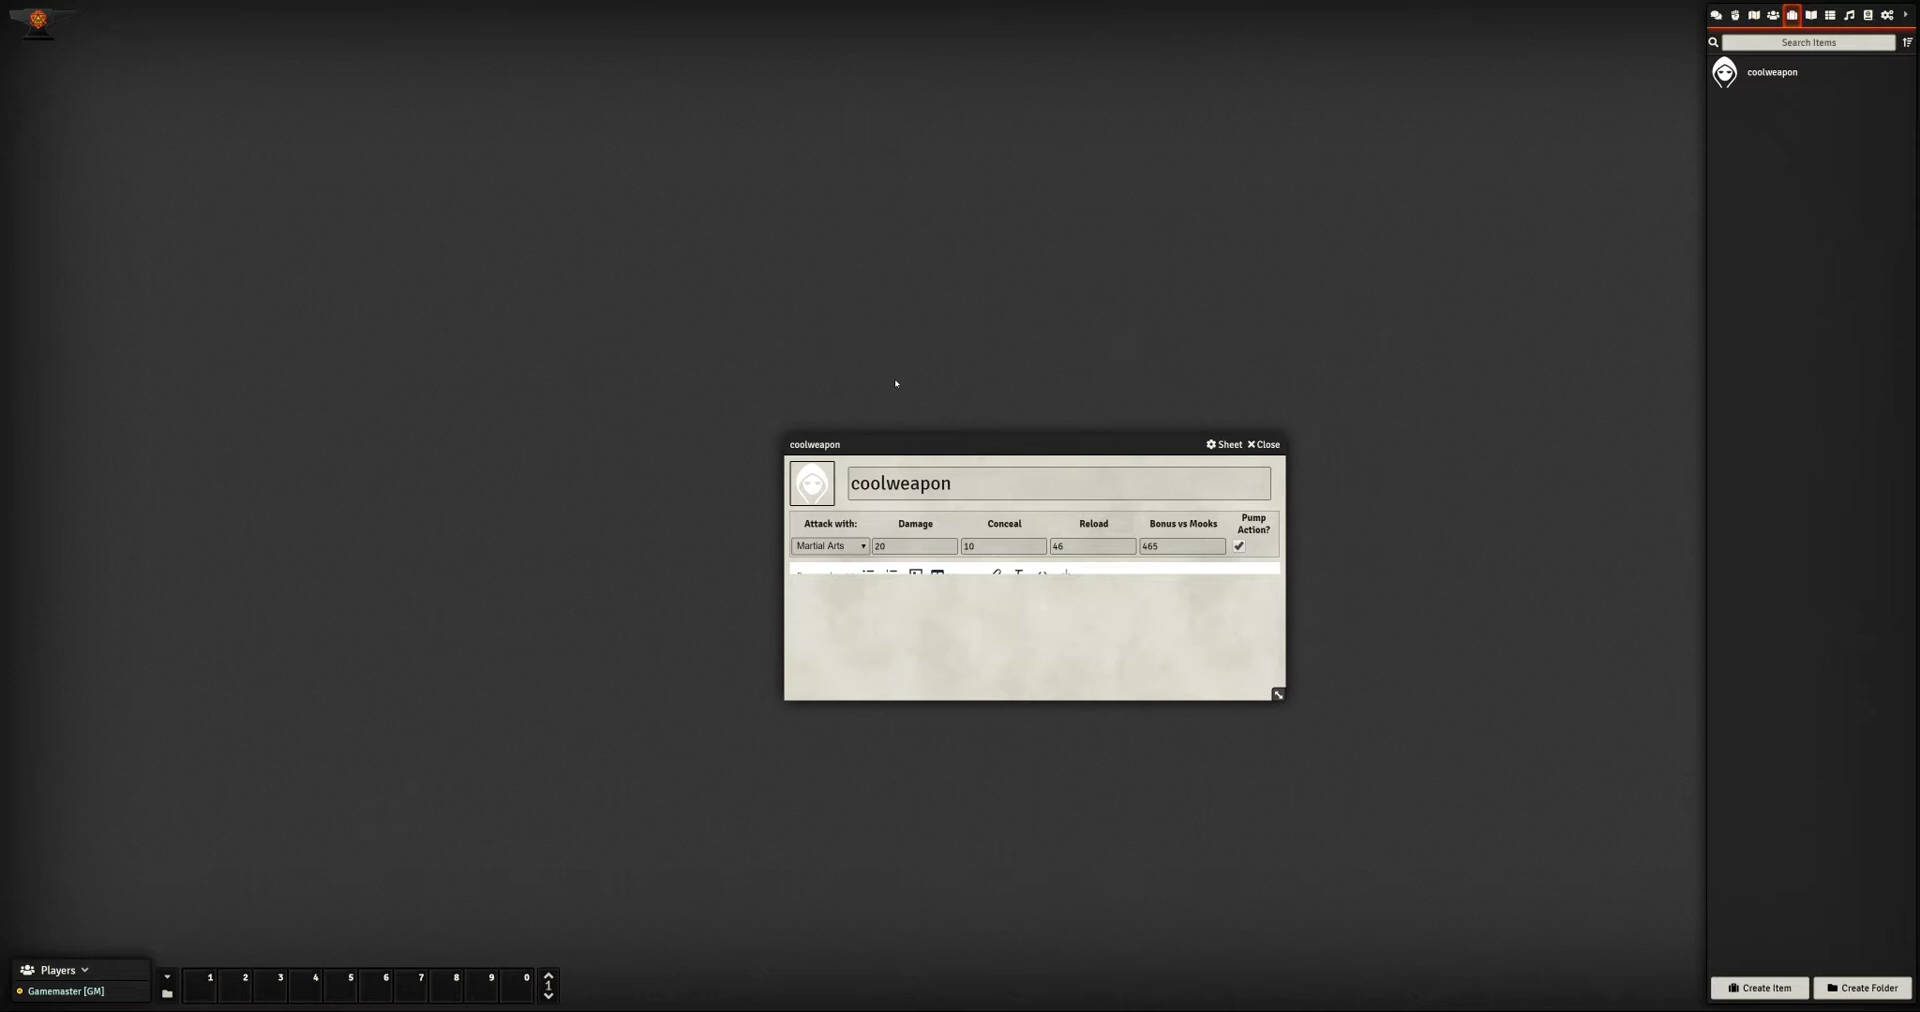 Search Items
coolweapon
coolweapon
Sheet Close
coolweapon
Attack with: Damage Conceal Reload Bonus vs Mooks Pump Action?
Martial Arts 20 10 46 465
Players
Gamemaster [GM]
1 2 3 4 5 6 7 8 9 0
1
Create Item Create Folder